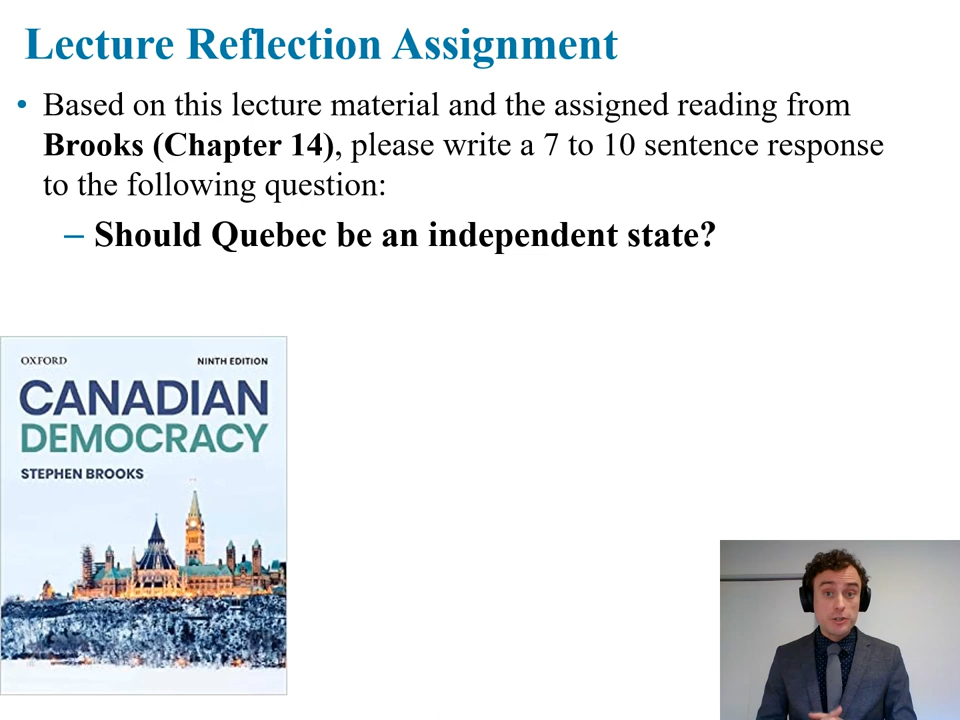 Lecture Reflection Assignment
• Based on this lecture material and the assigned reading from
Brooks (Chapter 14), please write a 7 to 10 sentence response
to the following question:
– Should Quebec be an independent state?
OXFORD
NINTH EDITION
CANADIAN
DEMOCRACY
STEPHEN BROOKS